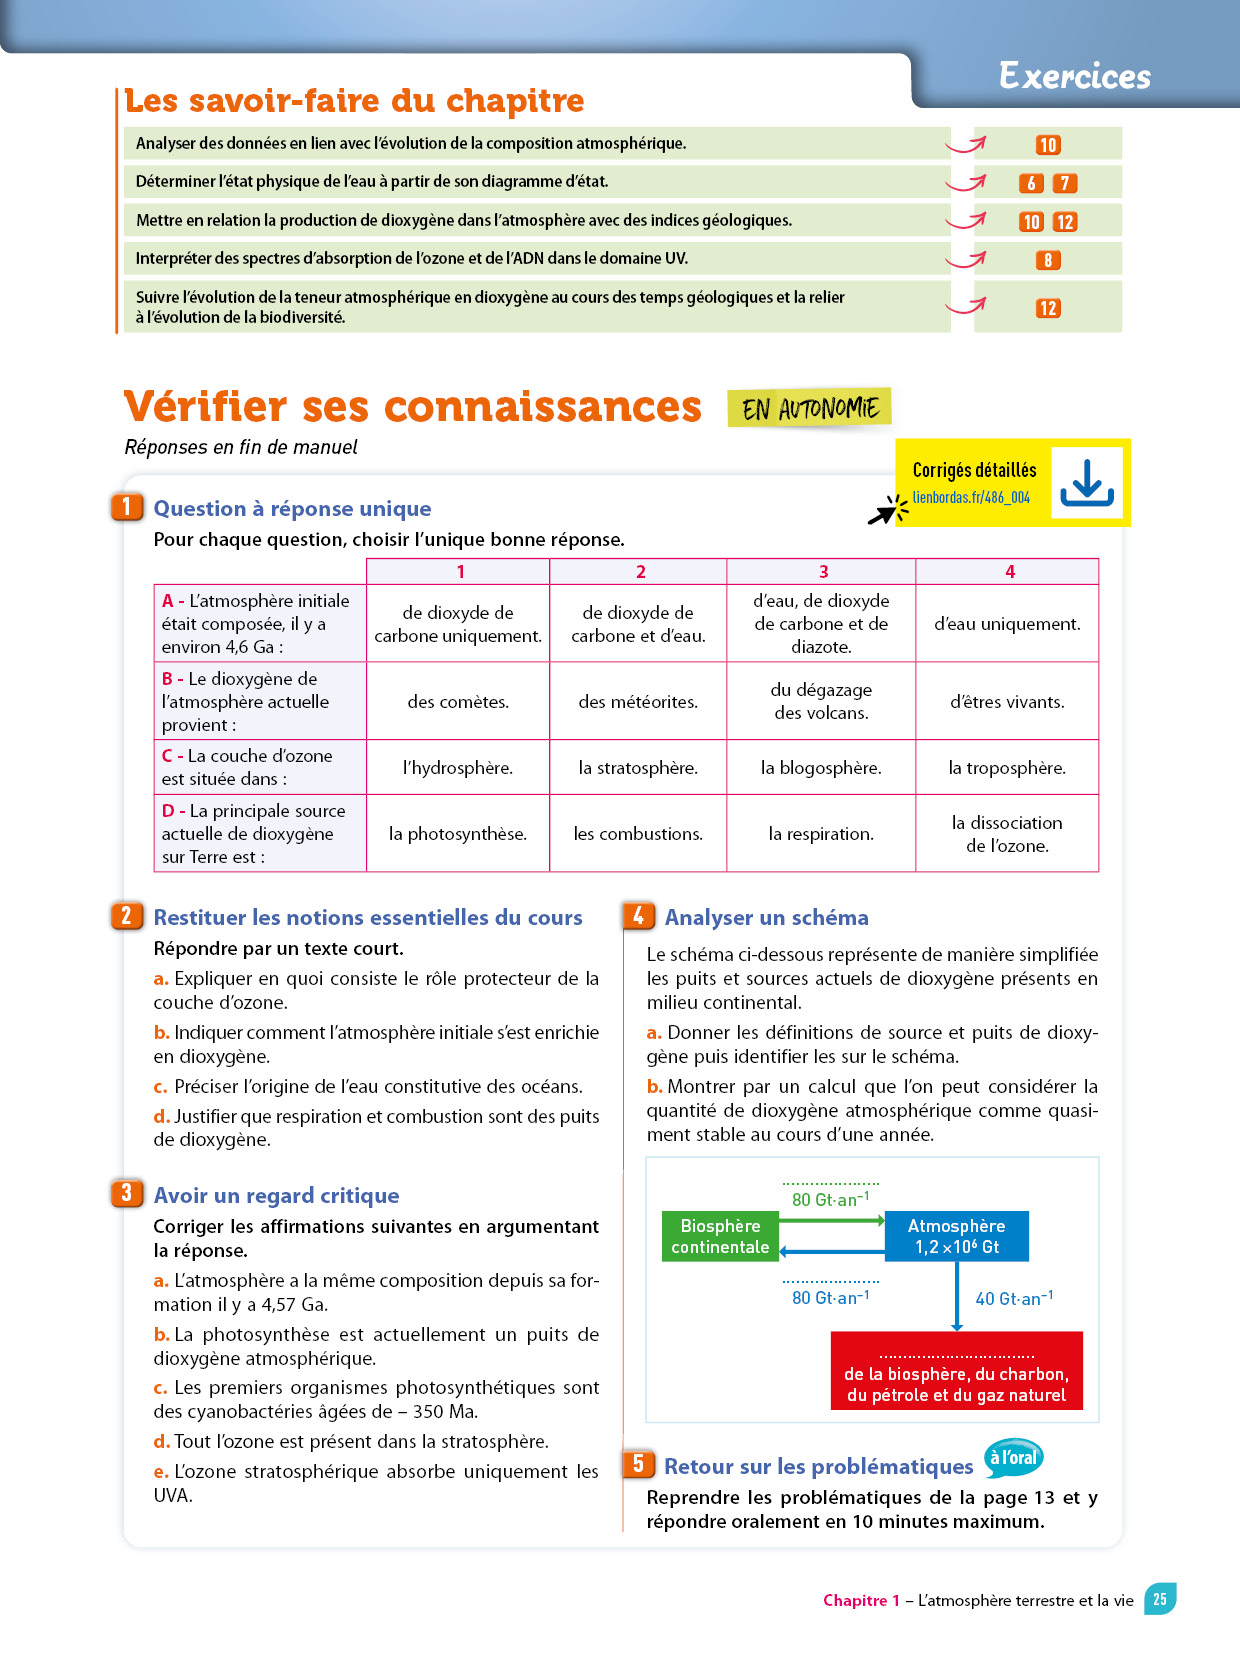 Exercices
Les savoir-faire du chapitre
Analyser des données en lien avec l'évolution de la composition atmosphérique.
10
Déterminer l'état physique de l'eau à partir de son diagramme d'état.
6 7
Mettre en relation la production de dioxygène dans l'atmosphère avec des indices géologiques.
10 12
Interpréter des spectres d'absorption de l'ozone et de l'ADN dans le domaine UV.
8
Suivre l'évolution de la teneur atmosphérique en dioxygène au cours des temps géologiques et la relier
à l'évolution de la biodiversité.
12
Vérifier ses connaissances
EN AUTONOMIE
Réponses en fin de manuel
Corrigés détaillés
lienbordas.fr/486_004
1 Question à réponse unique
Pour chaque question, choisir l'unique bonne réponse.
1 2 3 4
A - L'atmosphère initiale
était composée, il y a
environ 4,6 Ga :
de dioxyde de
carbone uniquement.
de dioxyde de
carbone et d'eau.
d'eau, de dioxyde
de carbone et de
diazote.
d'eau uniquement.
B - Le dioxygène de
l'atmosphère actuelle
provient :
des comètes.
des météorites.
du dégazage
des volcans.
d'êtres vivants.
C - La couche d'ozone
est située dans :
l'hydrosphère.
la stratosphère.
la blogosphère.
la troposphère.
D - La principale source
actuelle de dioxygène
sur Terre est :
la photosynthèse.
les combustions.
la respiration.
la dissociation
de l'ozone.
2 Restituer les notions essentielles du cours
Répondre par un texte court.
a. Expliquer en quoi consiste le rôle protecteur de la
couche d'ozone.
b. Indiquer comment l'atmosphère initiale s'est enrichie
en dioxygène.
c. Préciser l'origine de l'eau constitutive des océans.
d. Justifier que respiration et combustion sont des puits
de dioxygène.
3 Avoir un regard critique
Corriger les affirmations suivantes en argumentant
la réponse.
a. L'atmosphère a la même composition depuis sa for-
mation il y a 4,57 Ga.
b. La photosynthèse est actuellement un puits de
dioxygène atmosphérique.
c. Les premiers organismes photosynthétiques sont
des cyanobactéries âgées de – 350 Ma.
d. Tout l'ozone est présent dans la stratosphère.
e. L'ozone stratosphérique absorbe uniquement les
UVA.
4 Analyser un schéma
Le schéma ci-dessous représente de manière simplifiée
les puits et sources actuels de dioxygène présents en
milieu continental.
a. Donner les définitions de source et puits de dioxy-
gène puis identifier les sur le schéma.
b. Montrer par un calcul que l'on peut considérer la
quantité de dioxygène atmosphérique comme quasi-
ment stable au cours d'une année.
.....................
80 Gt·an⁻¹
Biosphère
continentale
Atmosphère
1,2 × 10⁶ Gt
.....................
80 Gt·an⁻¹
40 Gt·an⁻¹
.................................
de la biosphère, du charbon,
du pétrole et du gaz naturel
5 Retour sur les problématiques
à l'oral
Reprendre les problématiques de la page 13 et y
répondre oralement en 10 minutes maximum.
Chapitre 1 – L'atmosphère terrestre et la vie 25